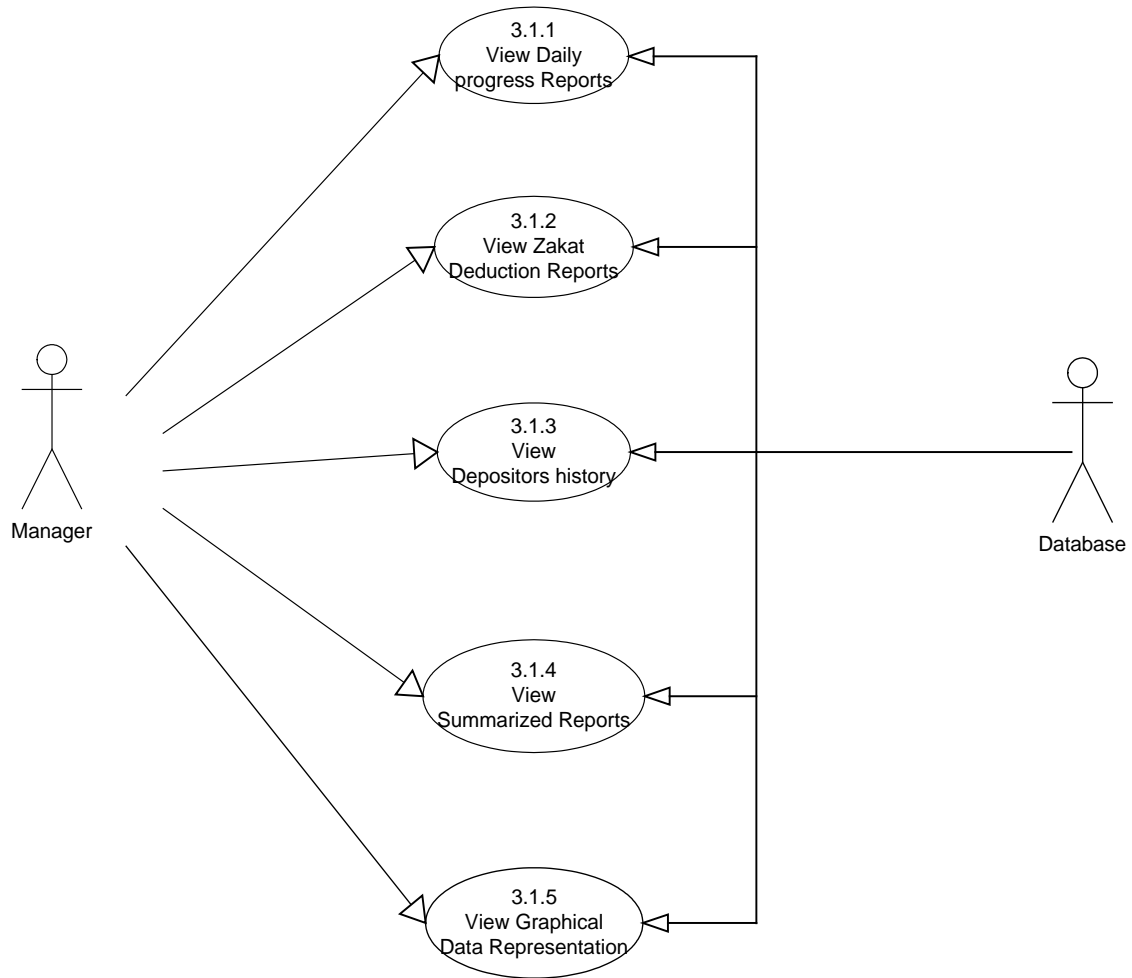 3.1.1
View Daily
progress Reports
3.1.2
View Zakat
Deduction Reports
3.1.3
View
Depositors history
Manager
Database
3.1.4
View
Summarized Reports
3.1.5
View Graphical
Data Representation